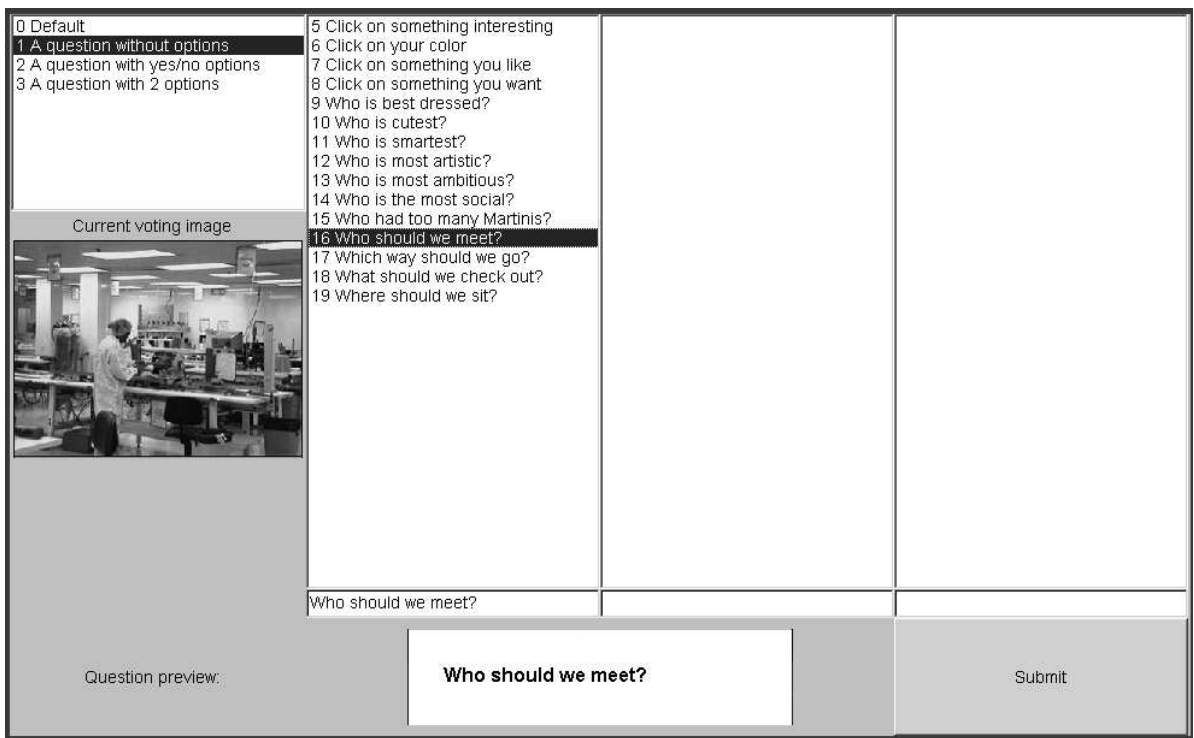 0 Default
1 A question without options
2 A question with yes/no options
3 A question with 2 options
Current voting image
5 Click on something interesting
6 Click on your color
7 Click on something you like
8 Click on something you want
9 Who is best dressed?
10 Who is cutest?
11 Who is smartest?
12 Who is most artistic?
13 Who is most ambitious?
14 Who is the most social?
15 Who had too many Martinis?
16 Who should we meet?
17 Which way should we go?
18 What should we check out?
19 Where should we sit?
Who should we meet?
Question preview:
Who should we meet?
Submit